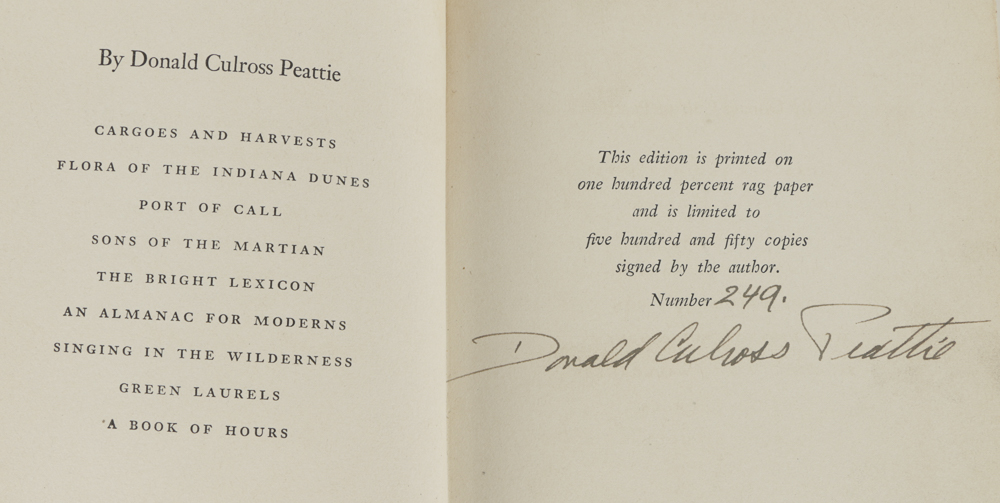 By Donald Culross Peattie
CARGOES AND HARVESTS
FLORA OF THE INDIANA DUNES
PORT OF CALL
SONS OF THE MARTIAN
THE BRIGHT LEXICON
AN ALMANAC FOR MODERNS
SINGING IN THE WILDERNESS
GREEN LAURELS
A BOOK OF HOURS
This edition is printed on
one hundred percent rag paper
and is limited to
five hundred and fifty copies
signed by the author.
Number 249.
Donald Culross Peattie